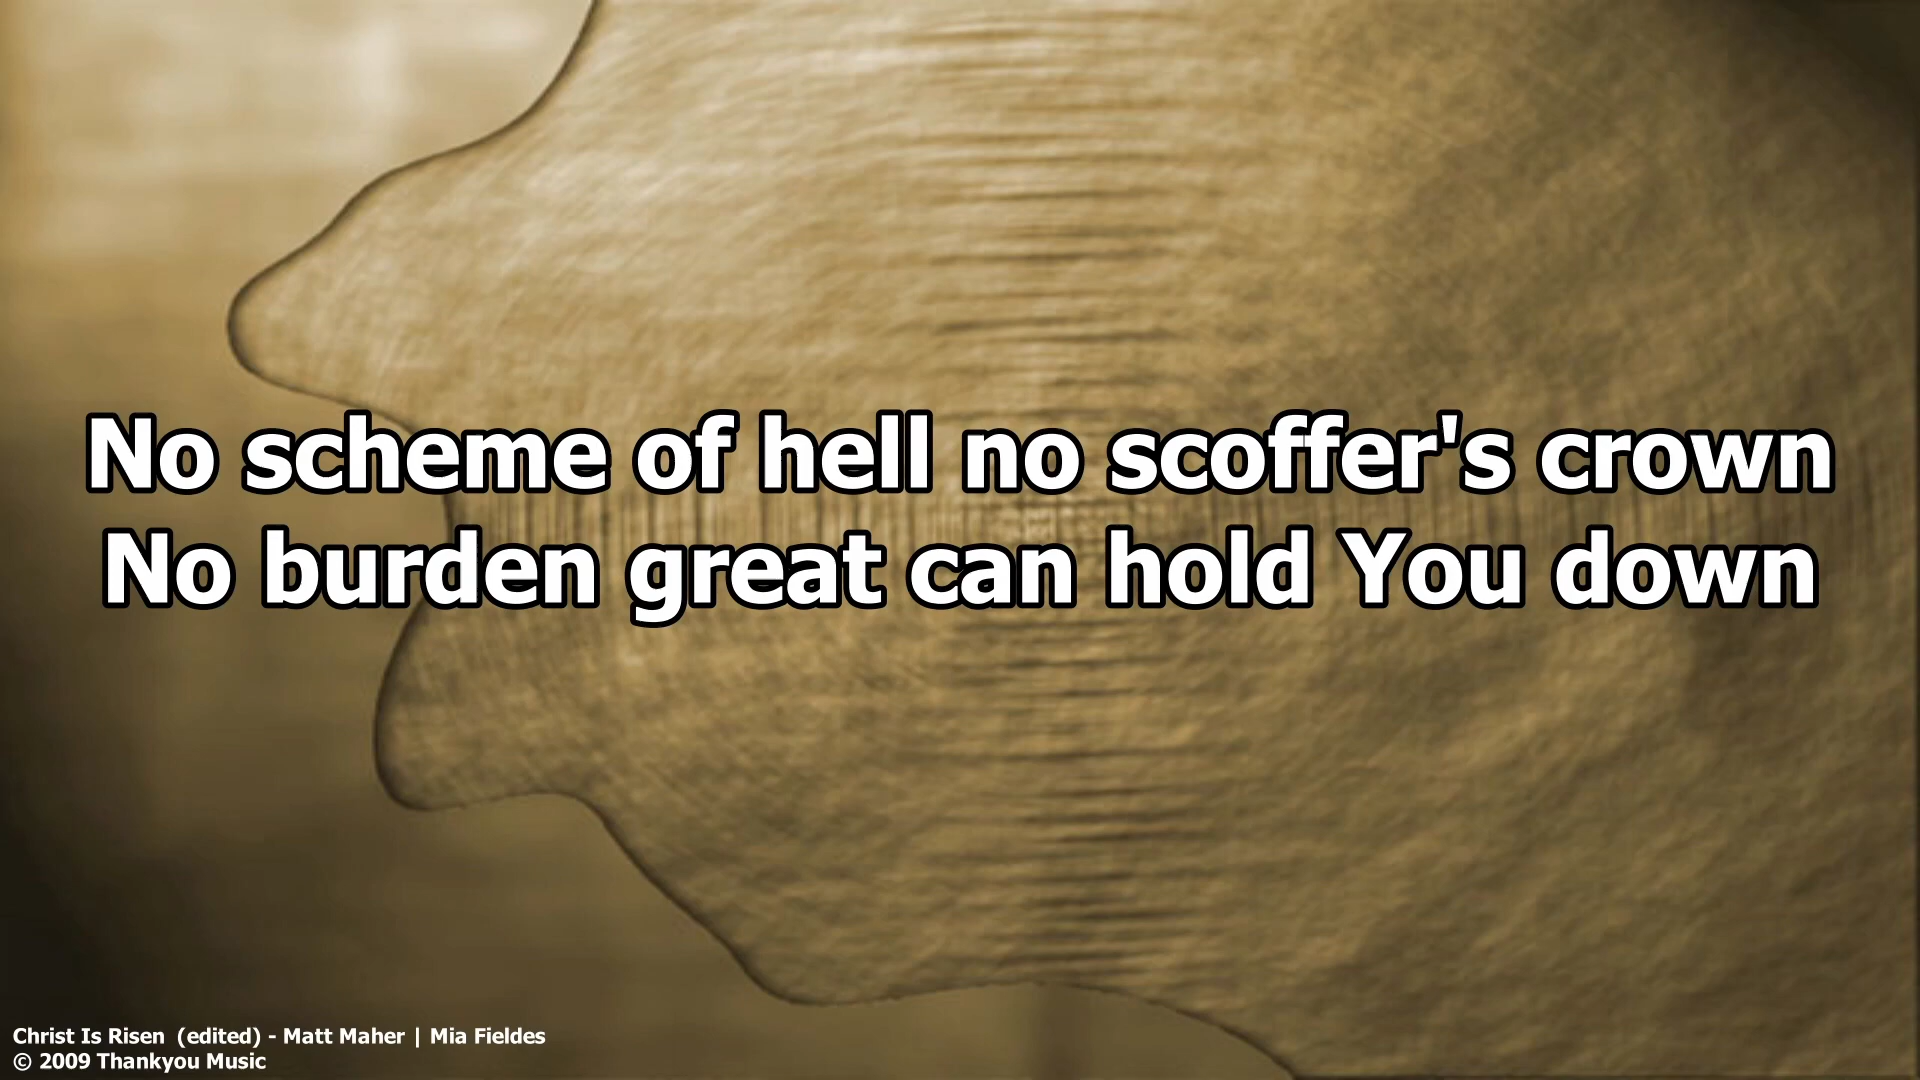 No scheme of hell no scoffer's crown
No burden great can hold You down
Christ Is Risen  (edited) - Matt Maher | Mia Fieldes
© 2009 Thankyou Music